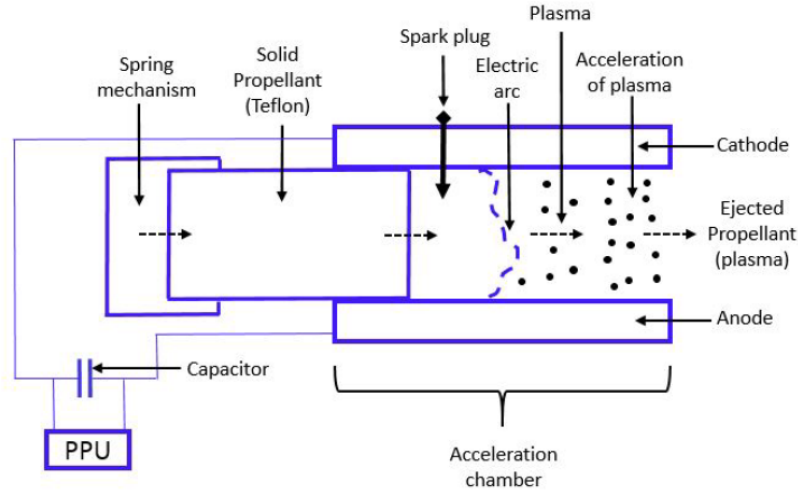 Plasma
Spark plug
Solid
Propellant
(Teflon)
Electric
arc
Acceleration
of plasma
Spring
mechanism
Cathode
Ejected
Propellant
(plasma)
Anode
Capacitor
PPU
Acceleration
chamber